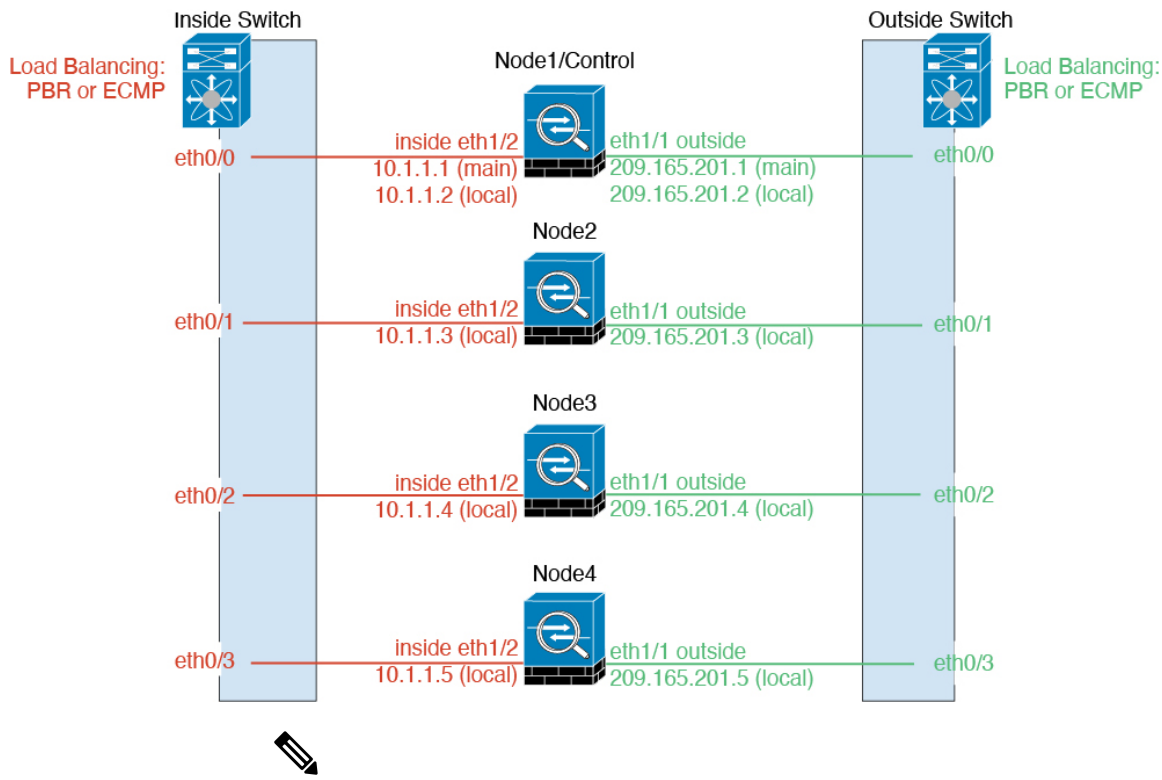 Inside Switch
Outside Switch
Load Balancing:
PBR or ECMP
Node1/Control
Load Balancing:
PBR or ECMP
eth0/0
inside eth1/2
10.1.1.1 (main)
10.1.1.2 (local)
eth1/1 outside
209.165.201.1 (main)
209.165.201.2 (local)
eth0/0
Node2
eth0/1
inside eth1/2
10.1.1.3 (local)
eth1/1 outside
209.165.201.3 (local)
eth0/1
Node3
eth0/2
inside eth1/2
10.1.1.4 (local)
eth1/1 outside
209.165.201.4 (local)
eth0/2
Node4
eth0/3
inside eth1/2
10.1.1.5 (local)
eth1/1 outside
209.165.201.5 (local)
eth0/3